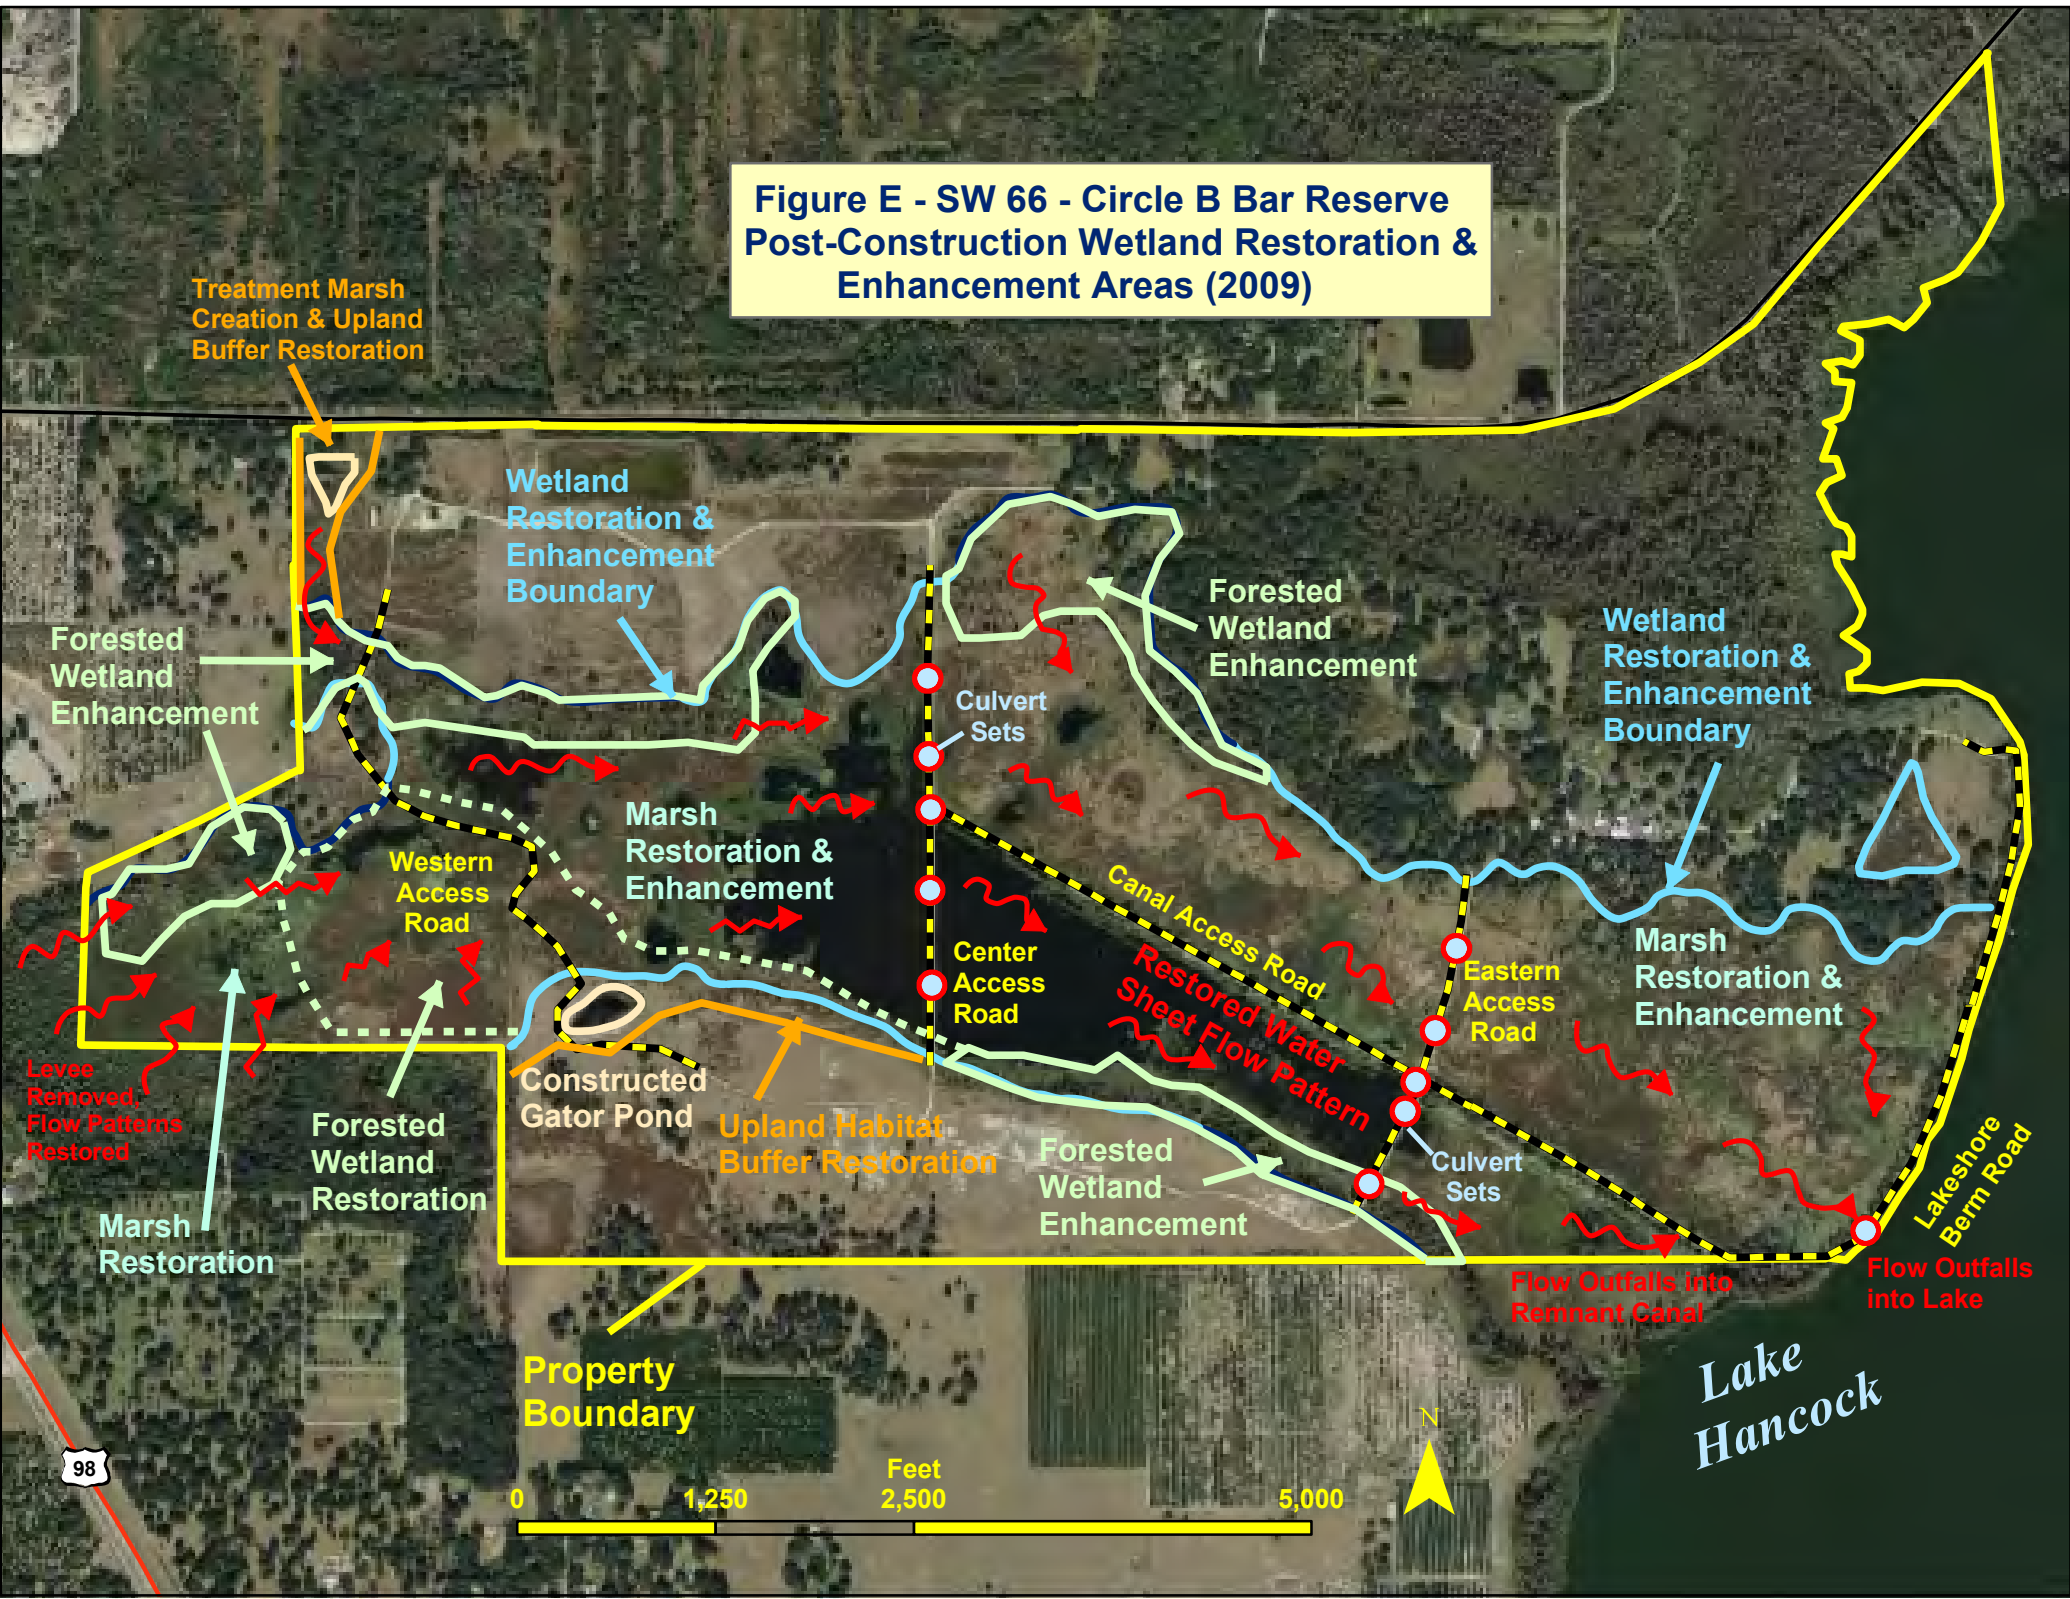 Figure E - SW 66 - Circle B Bar Reserve
Post-Construction Wetland Restoration &
Enhancement Areas (2009)
Treatment Marsh
Creation & Upland
Buffer Restoration
Wetland
Restoration &
Enhancement
Boundary
Forested
Wetland
Enhancement
Forested
Wetland
Enhancement
Wetland
Restoration &
Enhancement
Boundary
Culvert
Sets
Marsh
Restoration &
Enhancement
Western
Access
Road
Canal Access Road
Center
Access
Road
Restored Water
Sheet Flow Pattern
Eastern
Access
Road
Marsh
Restoration &
Enhancement
Levee
Removed,
Flow Patterns
Restored
Constructed
Gator Pond
Forested
Wetland
Restoration
Upland Habitat
Buffer Restoration
Forested
Wetland
Enhancement
Culvert
Sets
Lakeshore
Berm Road
Marsh
Restoration
Flow Outfalls into
Remnant Canal
Flow Outfalls
into Lake
Property
Boundary
Lake
Hancock
N
98
Feet
0 1,250 2,500 5,000